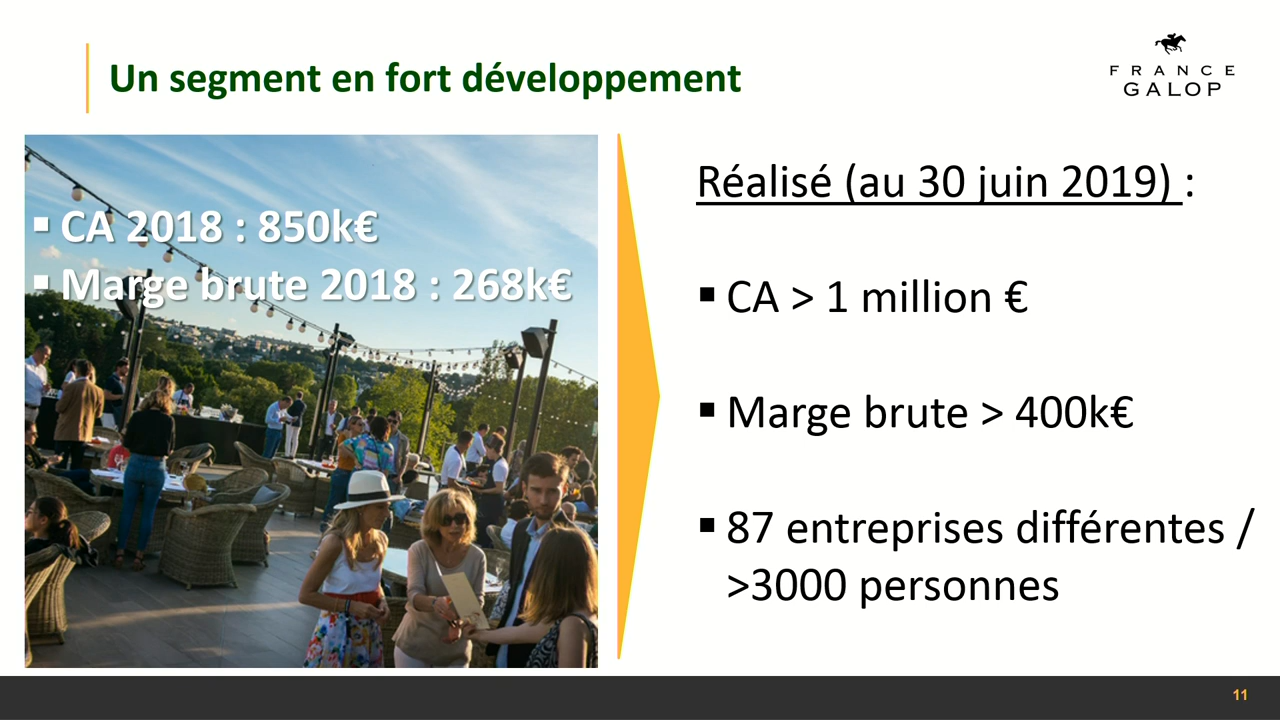 Un segment en fort développement
FRANCE
GALOP
▪ CA 2018 : 850k€
▪ Marge brute 2018 : 268k€
Réalisé (au 30 juin 2019) :
▪ CA > 1 million €
▪ Marge brute > 400k€
▪ 87 entreprises différentes /
>3000 personnes
11